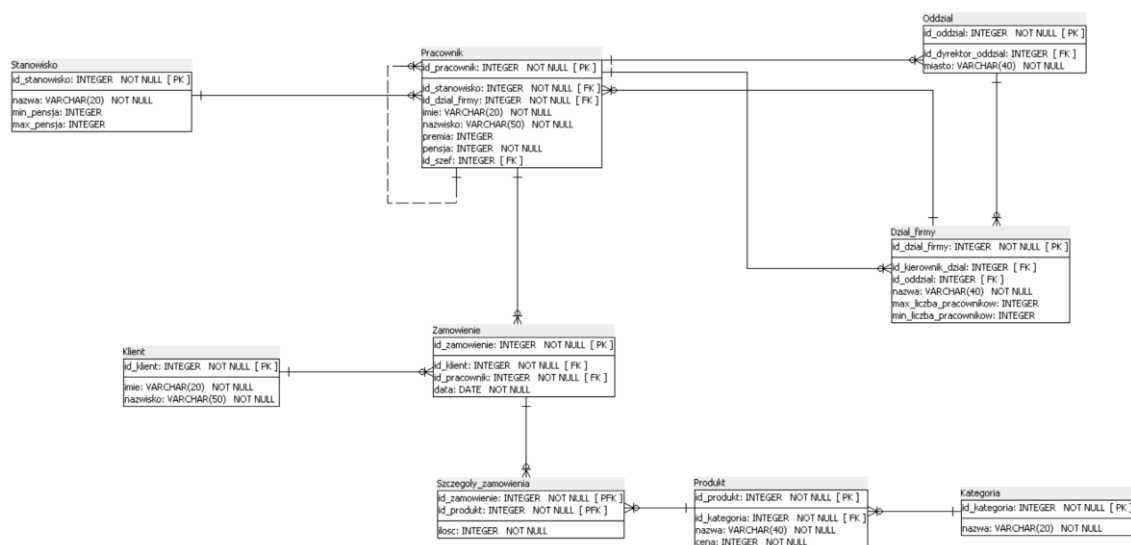 Stanowisko
id_stanowisko: INTEGER NOT NULL [ PK ]
nazwa: VARCHAR(20) NOT NULL
min_pensja: INTEGER
max_pensja: INTEGER
Pracownik
id_pracownik: INTEGER NOT NULL [ PK ]
id_stanowisko: INTEGER NOT NULL [ FK ]
id_dzial_firmy: INTEGER NOT NULL [ FK ]
imie: VARCHAR(20) NOT NULL
nazwisko: VARCHAR(50) NOT NULL
premia: INTEGER
pensja: INTEGER NOT NULL
id_szef: INTEGER [ FK ]
Oddzial
id_oddzial: INTEGER NOT NULL [ PK ]
id_dyrektor_oddzial: INTEGER [ FK ]
miasto: VARCHAR(40) NOT NULL
Dzial_firmy
id_dzial_firmy: INTEGER NOT NULL [ PK ]
id_kierownik_dzial: INTEGER [ FK ]
id_oddzial: INTEGER [ FK ]
nazwa: VARCHAR(40) NOT NULL
max_liczba_pracownikow: INTEGER
min_liczba_pracownikow: INTEGER
Klient
id_klient: INTEGER NOT NULL [ PK ]
imie: VARCHAR(20) NOT NULL
nazwisko: VARCHAR(50) NOT NULL
Zamowienie
id_zamowienie: INTEGER NOT NULL [ PK ]
id_klient: INTEGER NOT NULL [ FK ]
id_pracownik: INTEGER NOT NULL [ FK ]
data: DATE NOT NULL
Szczegoly_zamowienia
id_zamowienie: INTEGER NOT NULL [ PFK ]
id_produkt: INTEGER NOT NULL [ PFK ]
ilosc: INTEGER NOT NULL
Produkt
id_produkt: INTEGER NOT NULL [ PK ]
id_kategoria: INTEGER NOT NULL [ FK ]
nazwa: VARCHAR(40) NOT NULL
cena: INTEGER NOT NULL
Kategoria
id_kategoria: INTEGER NOT NULL [ PK ]
nazwa: VARCHAR(20) NOT NULL